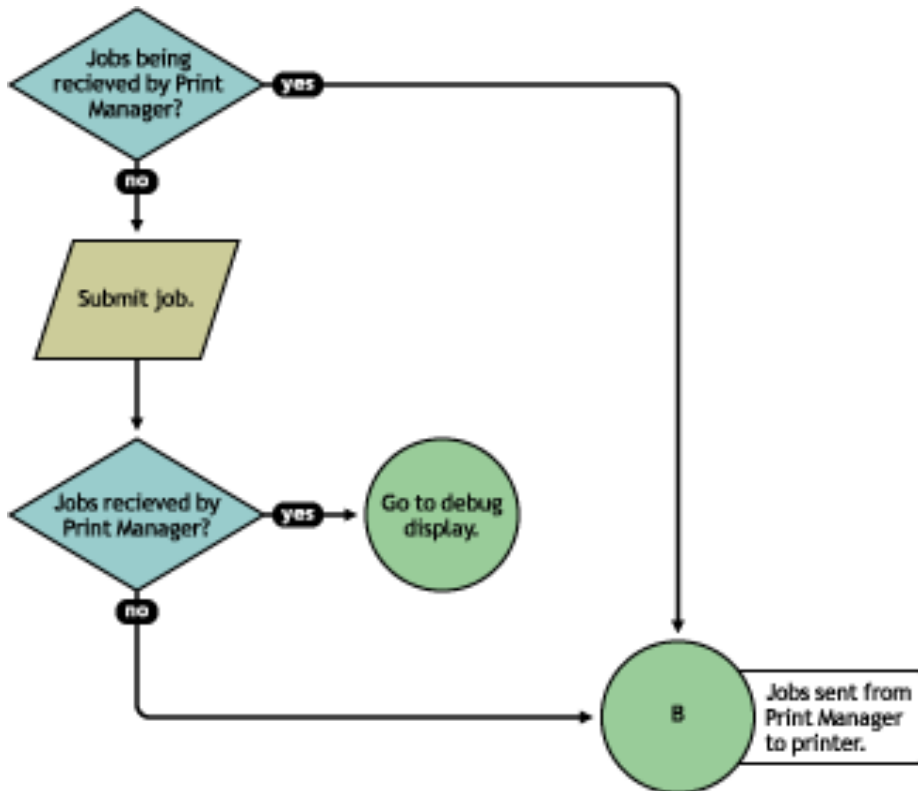 Jobs being
recieved by Print
Manager?
yes
no
Submit job.
Jobs recieved by
Print Manager?
yes
Go to debug
display.
no
B
Jobs sent from
Print Manager
to printer.